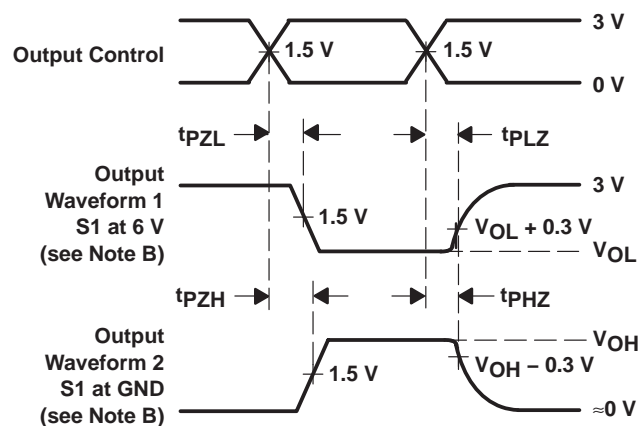 3 V
Output Control
1.5 V
1.5 V
0 V
tPZL
tPLZ
Output
Waveform 1
S1 at 6 V
(see Note B)
3 V
1.5 V
VOL + 0.3 V
VOL
tPZH
tPHZ
Output
Waveform 2
S1 at GND
(see Note B)
VOH
VOH − 0.3 V
1.5 V
≈0 V